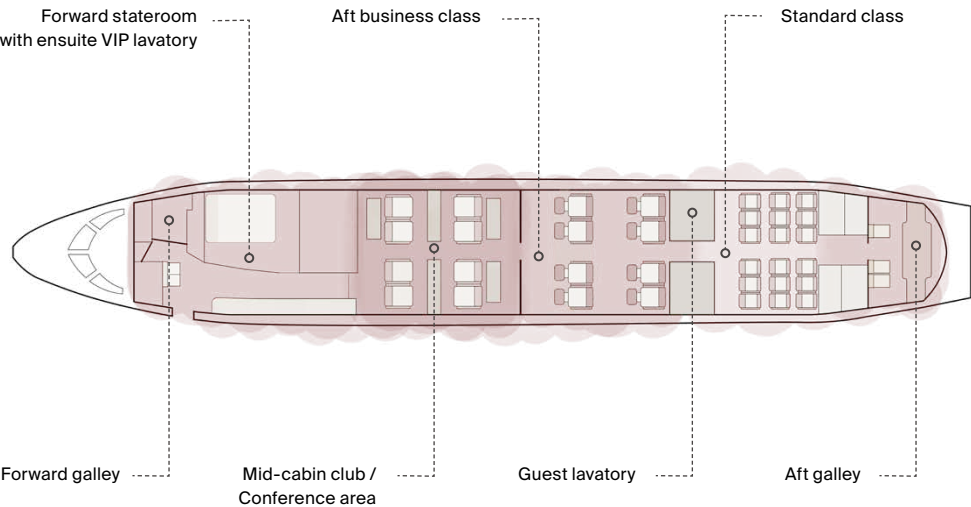 Forward stateroom
with ensuite VIP lavatory
Aft business class
Standard class
Forward galley
Mid-cabin club /
Conference area
Guest lavatory
Aft galley